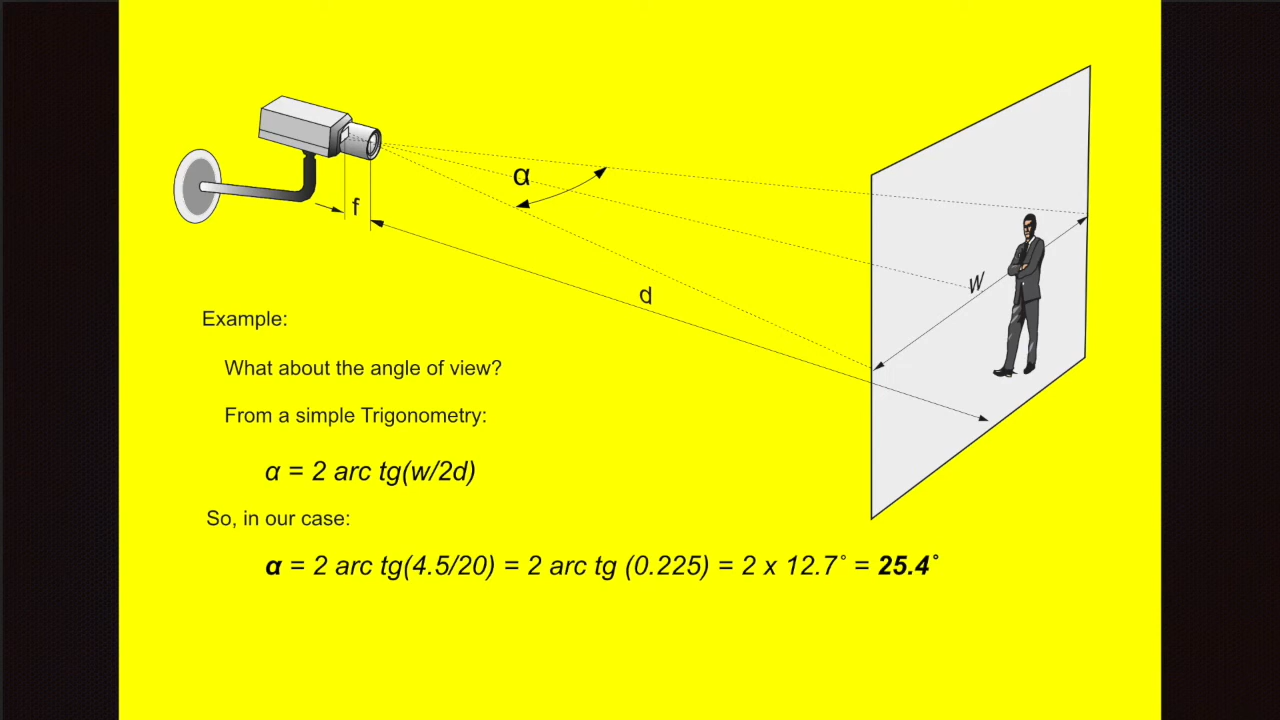 α
f
W
d
Example:
What about the angle of view?
From a simple Trigonometry:
α = 2 arc tg(w/2d)
So, in our case:
α = 2 arc tg(4.5/20) = 2 arc tg (0.225) = 2 x 12.7˚ = 25.4˚